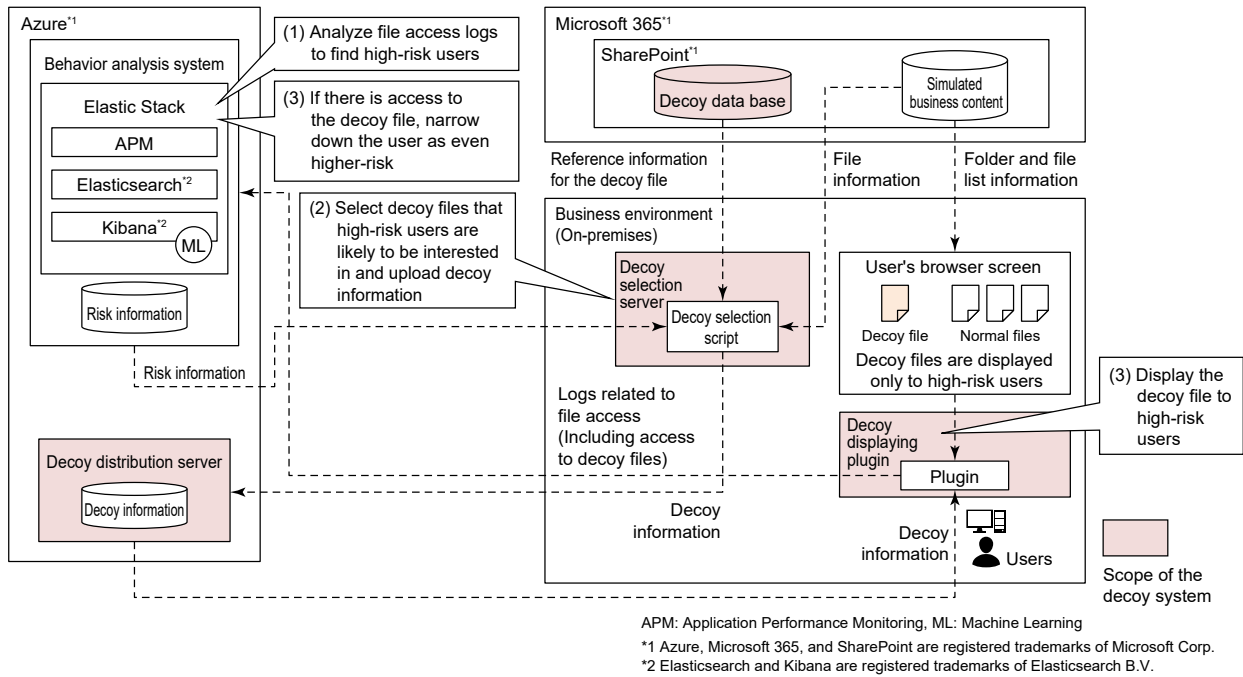 Azure*1
Behavior analysis system
Elastic Stack
APM
Elasticsearch*2
Kibana*2
ML
Risk information
Risk information
Decoy distribution server
Decoy information
(1) Analyze file access logs
to find high-risk users
(3) If there is access to
the decoy file, narrow
down the user as even
higher-risk
(2) Select decoy files that
high-risk users are
likely to be interested
in and upload decoy
information
Microsoft 365*1
SharePoint*1
Decoy data base
Simulated
business content
Reference information
for the decoy file
File
information
Folder and file
list information
Business environment
(On-premises)
Decoy
selection
server
Decoy selection
script
User's browser screen
Decoy file
Normal files
Decoy files are displayed
only to high-risk users
(3) Display the
decoy file to
high-risk
users
Logs related to
file access
(Including access
to decoy files)
Decoy
displaying
plugin
Plugin
Decoy
information
Decoy
information
Users
Scope of the
decoy system
APM: Application Performance Monitoring, ML: Machine Learning
*1 Azure, Microsoft 365, and SharePoint are registered trademarks of Microsoft Corp.
*2 Elasticsearch and Kibana are registered trademarks of Elasticsearch B.V.